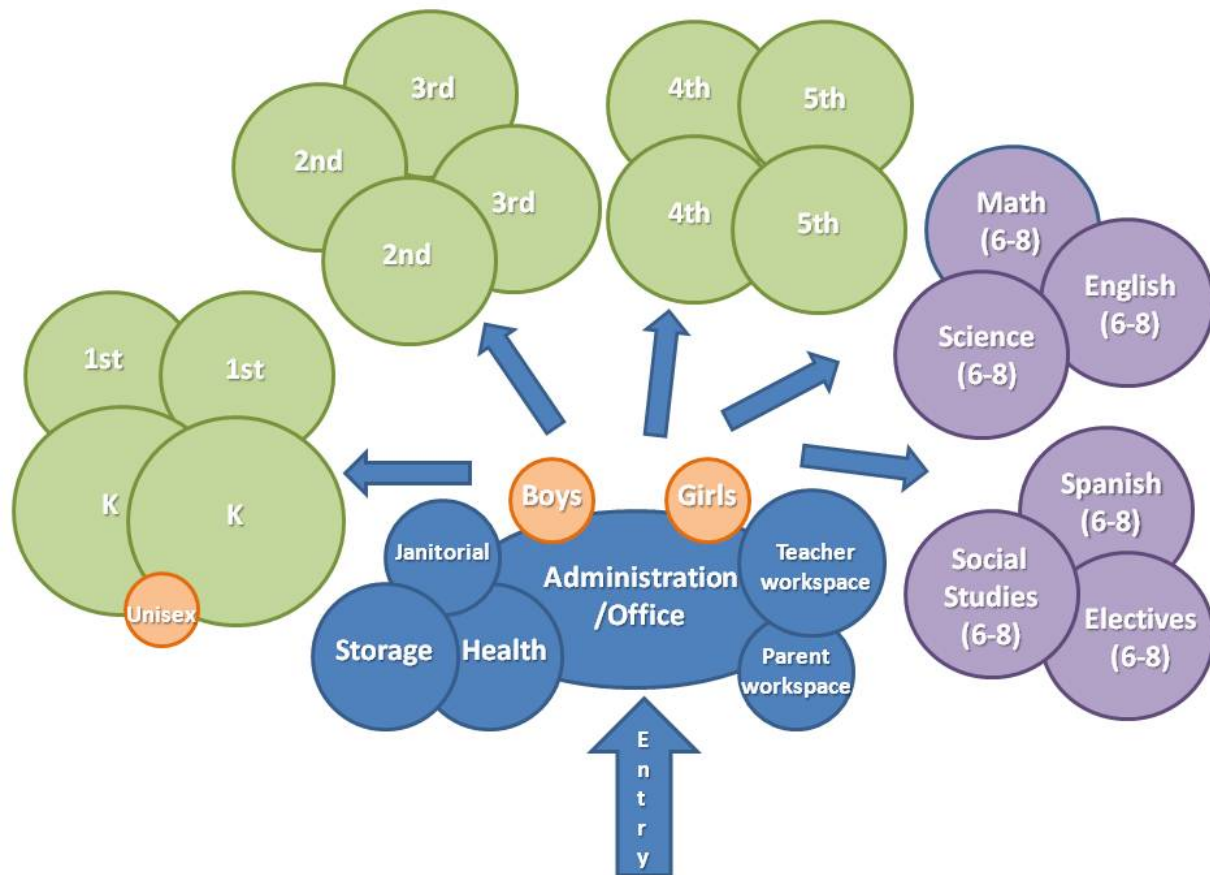 3rd
4th
5th
2nd
3rd
2nd
4th
5th
Math
(6-8)
English
(6-8)
Science
(6-8)
1st
1st
K
K
Unisex
Boys
Girls
Janitorial
Storage
Health
Administration
/Office
Teacher
workspace
Parent
workspace
Spanish
(6-8)
Social
Studies
(6-8)
Electives
(6-8)
E
n
t
r
y